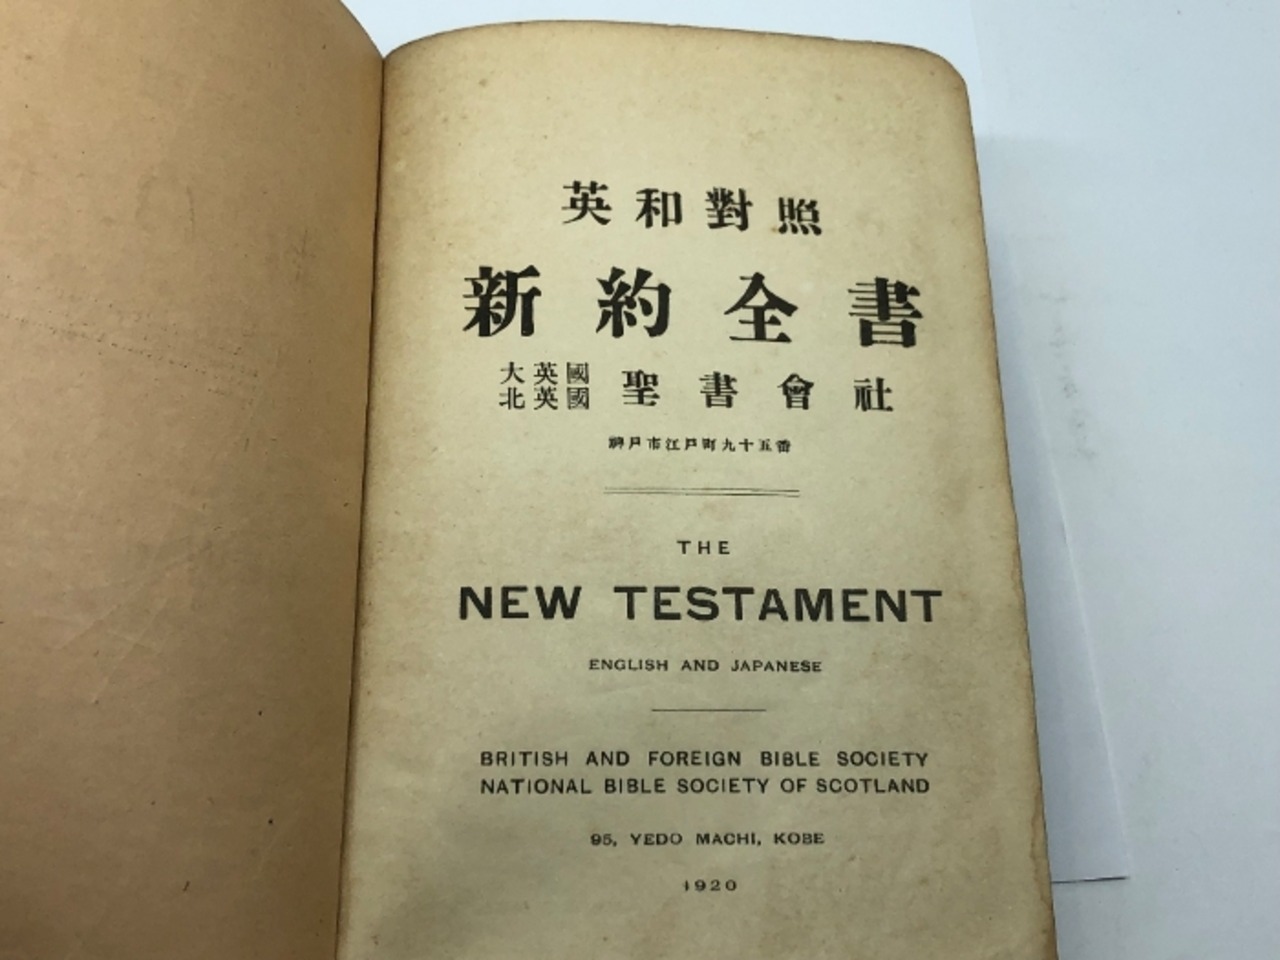 英和對照
新約全書
大英國
北英國 聖書會社
神戸市江戸町九十五番
THE
NEW TESTAMENT
ENGLISH AND JAPANESE
BRITISH AND FOREIGN BIBLE SOCIETY
NATIONAL BIBLE SOCIETY OF SCOTLAND
95, YEDO MACHI, KOBE
1920